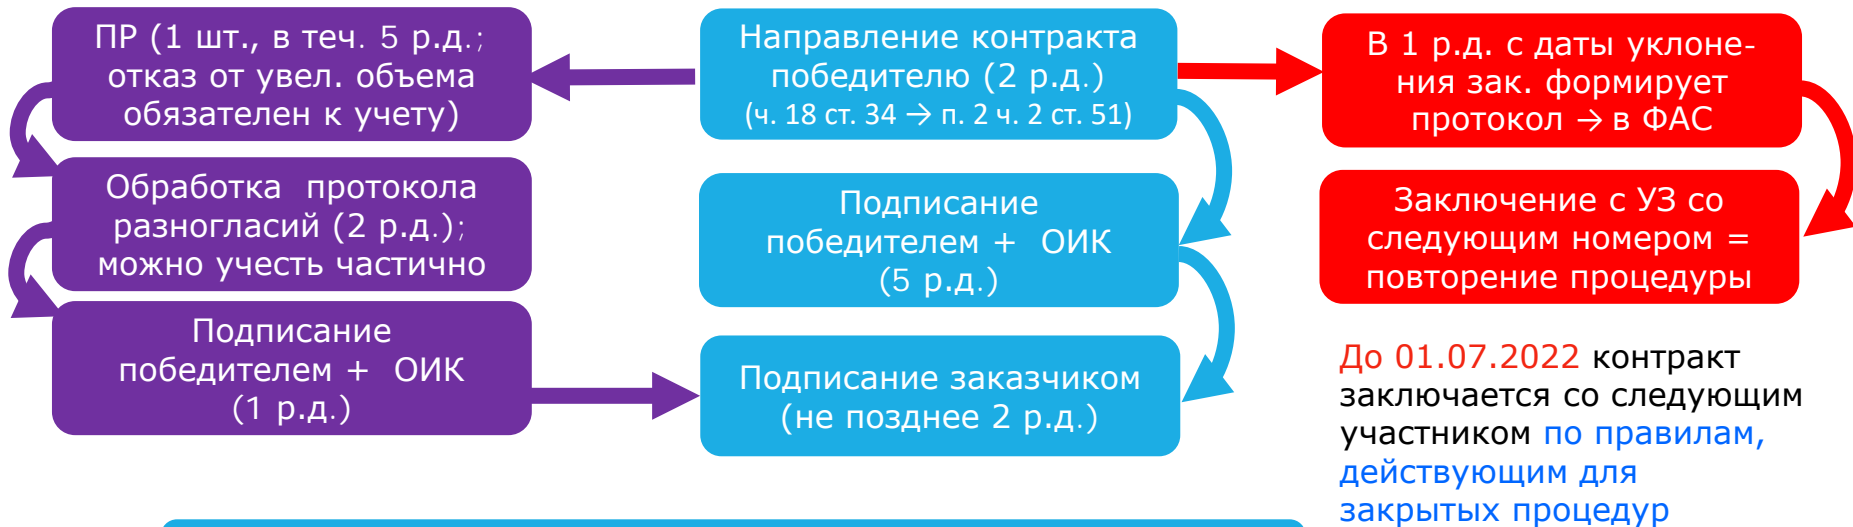 ПР (1 шт., в теч. 5 р.д.;
отказ от увел. объема
обязателен к учету)
Обработка протокола
разногласий (2 р.д.);
можно учесть частично
Подписание
победителем + ОИК
(1 р.д.)
Направление контракта
победителю (2 р.д.)
(ч. 18 ст. 34 → п. 2 ч. 2 ст. 51)
Подписание
победителем + ОИК
(5 р.д.)
Подписание заказчиком
(не позднее 2 р.д.)
В 1 р.д. с даты уклоне-
ния зак. формирует
протокол → в ФАС
Заключение с УЗ со
следующим номером =
повторение процедуры
До 01.07.2022 контракт
заключается со следующим
участником по правилам,
действующим для
закрытых процедур